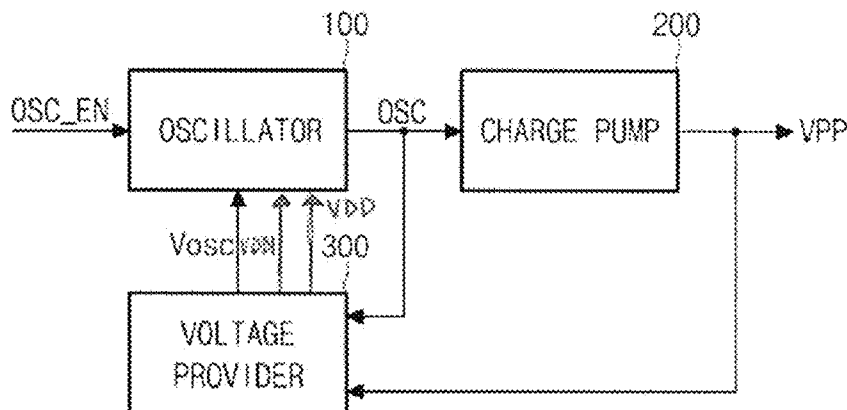 100
200
OSC_EN
OSCILLATOR
OSC
CHARGE PUMP
VPP
VDD
Vosc
300
VOLTAGE
PROVIDER